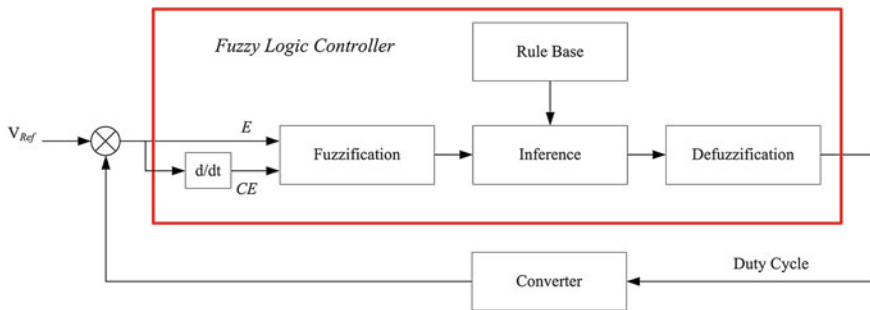 Fuzzy Logic Controller
Rule Base
V_Ref
E
Fuzzification
Inference
Defuzzification
d/dt
CE
Duty Cycle
Converter